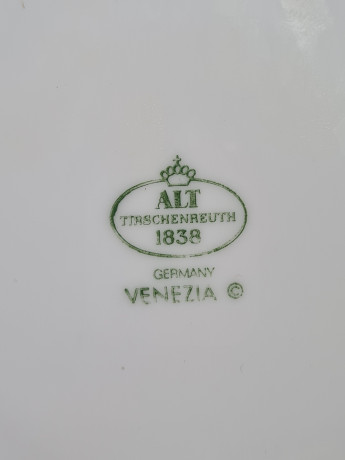 ALT
TIRSCHENREUTH
1838
GERMANY
VENEZIA ©